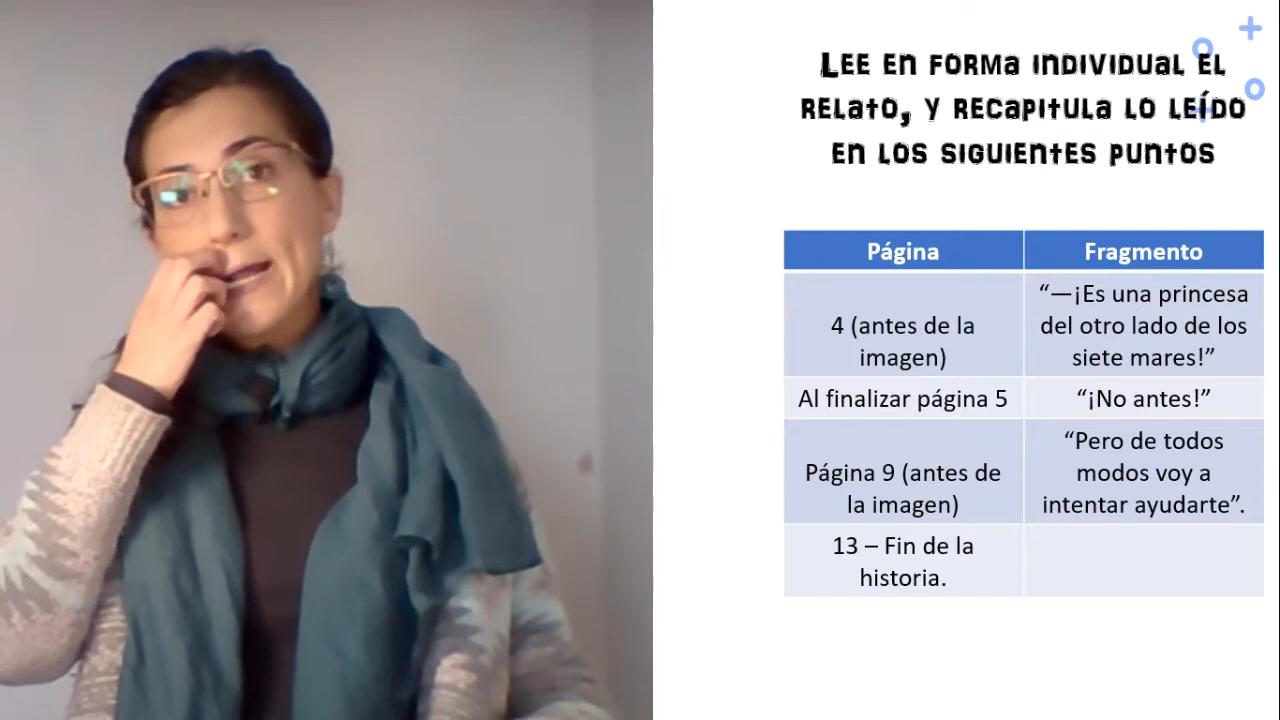 Lee en forma individual el
relato, y recapitula lo leído
en los siguientes puntos
Página
Fragmento
4 (antes de la
imagen)
“—¡Es una princesa
del otro lado de los
siete mares!”
Al finalizar página 5
“¡No antes!”
Página 9 (antes de
la imagen)
“Pero de todos
modos voy a
intentar ayudarte”.
13 – Fin de la
historia.